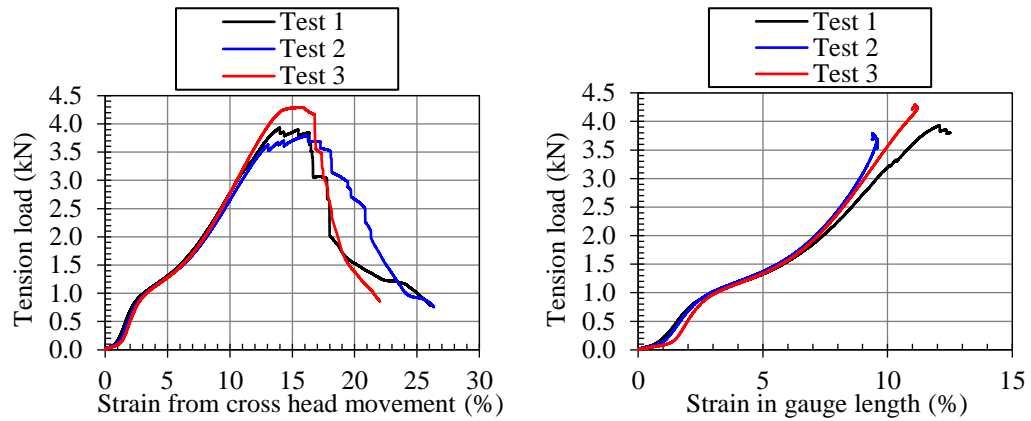 Test 1
Test 2
Test 3
4.5
4.0
3.5
3.0
2.5
2.0
1.5
1.0
0.5
0.0
Tension load (kN)
0 5 10 15 20 25 30
Strain from cross head movement (%)
Test 1
Test 2
Test 3
4.5
4.0
3.5
3.0
2.5
2.0
1.5
1.0
0.5
0.0
Tension load (kN)
0 5 10 15
Strain in gauge length (%)